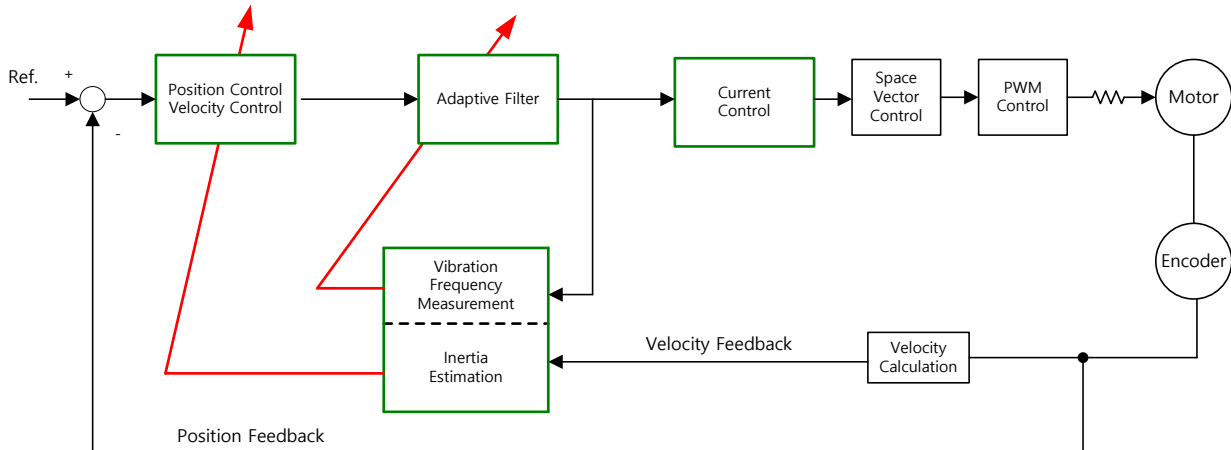 Ref.
+
-
Position Control
Velocity Control
Adaptive Filter
Current
Control
Space
Vector
Control
PWM
Control
Motor
Encoder
Vibration
Frequency
Measurement
Inertia
Estimation
Velocity Feedback
Velocity
Calculation
Position Feedback